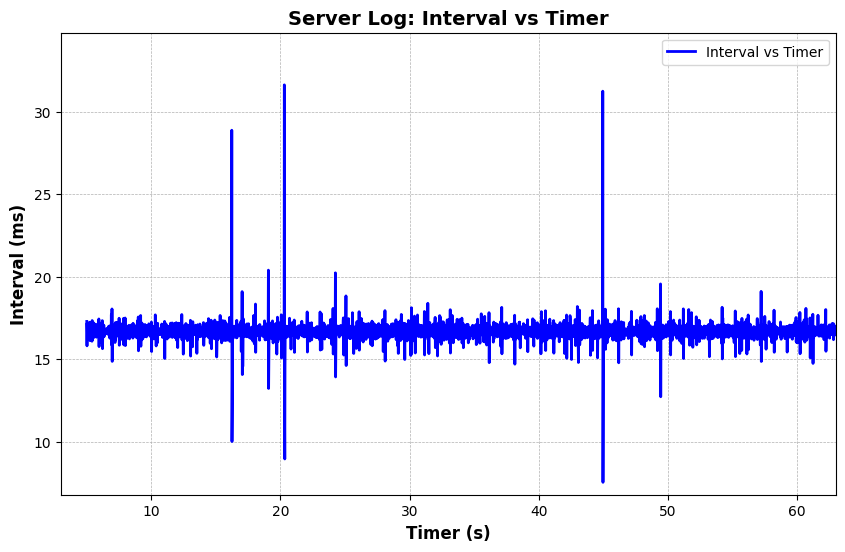 Server Log: Interval vs Timer
Interval vs Timer
Interval (ms)
30
25
20
15
10
10 20 30 40 50 60
Timer (s)